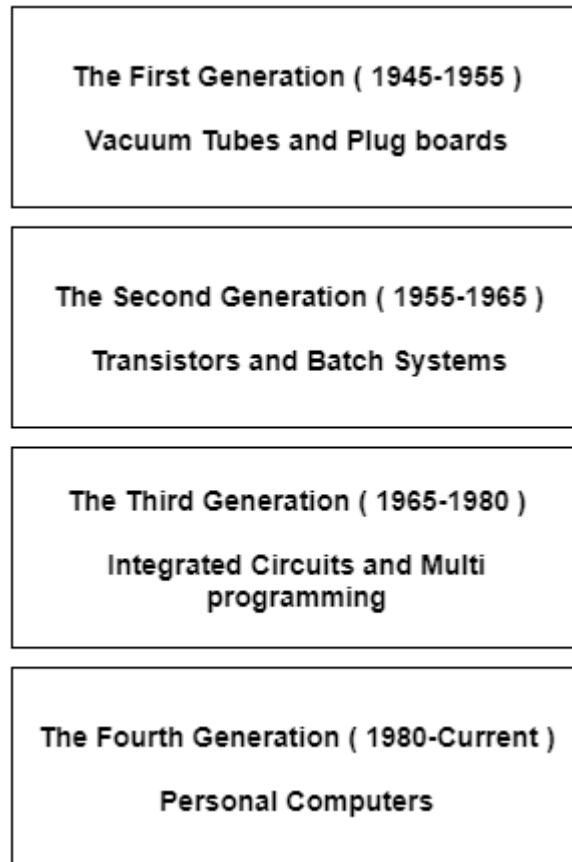 The First Generation ( 1945-1955 )
Vacuum Tubes and Plug boards
The Second Generation ( 1955-1965 )
Transistors and Batch Systems
The Third Generation ( 1965-1980 )
Integrated Circuits and Multi
programming
The Fourth Generation ( 1980-Current )
Personal Computers